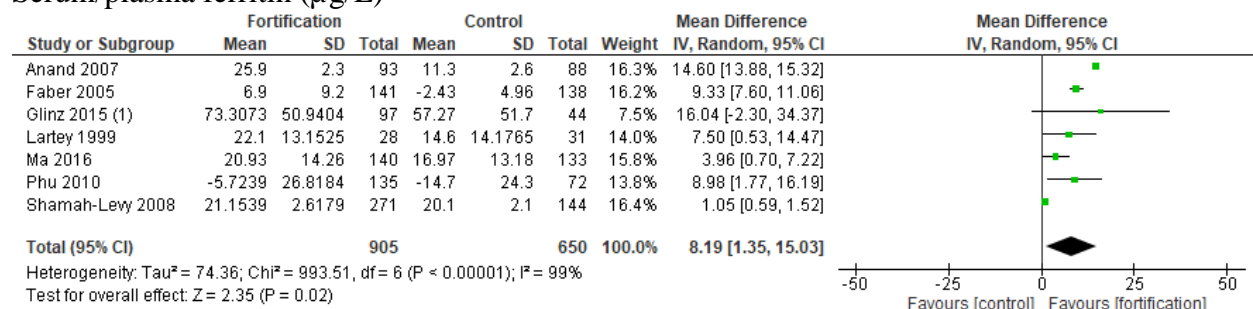 Serum/plasma ferritin (µg/L)
Fortification Control Mean Difference Mean Difference
Study or Subgroup Mean SD Total Mean SD Total Weight IV, Random, 95% CI IV, Random, 95% CI
Anand 2007 25.9 2.3 93 11.3 2.6 88 16.3% 14.60 [13.88, 15.32]
Faber 2005 6.9 9.2 141 -2.43 4.96 138 16.2% 9.33 [7.60, 11.06]
Glinz 2015 (1) 73.3073 50.9404 97 57.27 51.7 44 7.5% 16.04 [-2.30, 34.37]
Lartey 1999 22.1 13.1525 28 14.6 14.1765 31 14.0% 7.50 [0.53, 14.47]
Ma 2016 20.93 14.26 140 16.97 13.18 133 15.8% 3.96 [0.70, 7.22]
Phu 2010 -5.7239 26.8184 135 -14.7 24.3 72 13.8% 8.98 [1.77, 16.19]
Shamah-Levy 2008 21.1539 2.6179 271 20.1 2.1 144 16.4% 1.05 [0.59, 1.52]
Total (95% CI) 905 650 100.0% 8.19 [1.35, 15.03]
Heterogeneity: Tau² = 74.36; Chi² = 993.51, df = 6 (P < 0.00001); I² = 99%
Test for overall effect: Z = 2.35 (P = 0.02)
-50 -25 0 25 50
Favours [control] Favours [fortification]